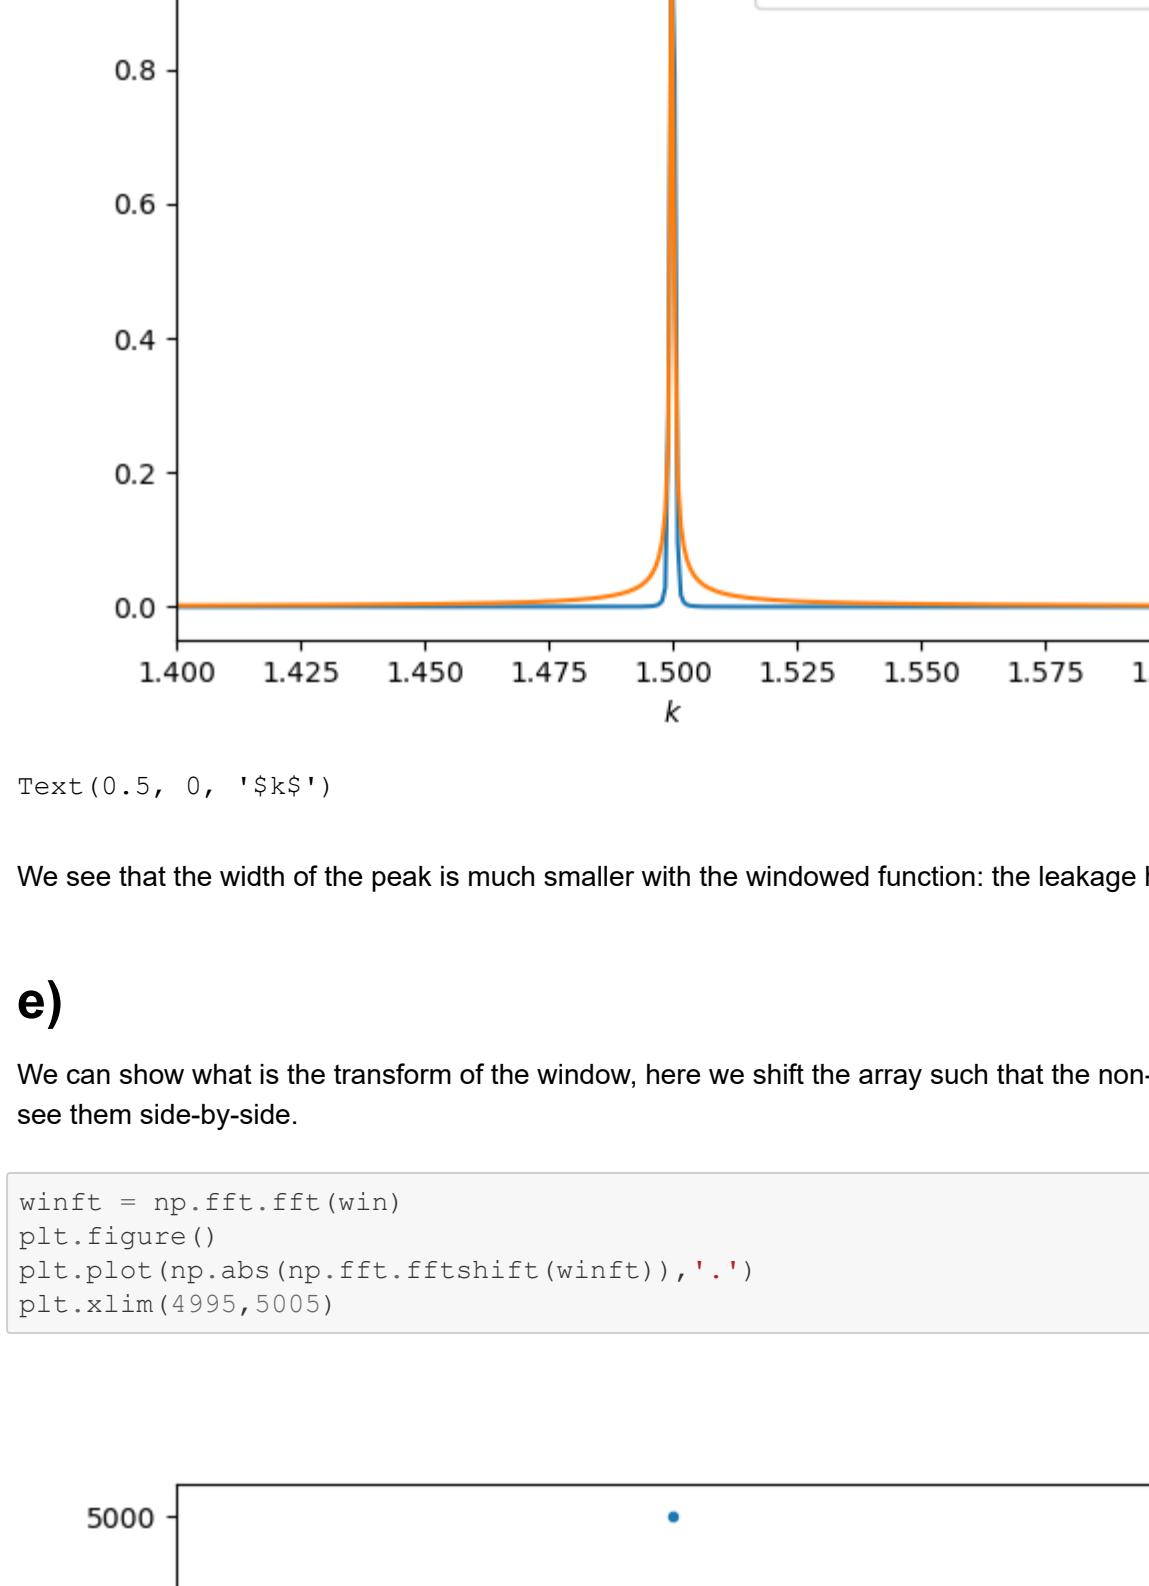 0.8
0.6
0.4
0.2
0.0
1.400 1.425 1.450 1.475 1.500 1.525 1.550 1.575 1.
k
Text(0.5, 0, '$k$')
We see that the width of the peak is much smaller with the windowed function: the leakage
e)
We can show what is the transform of the window, here we shift the array such that the non-
see them side-by-side.
winft = np.fft.fft(win)
plt.figure()
plt.plot(np.abs(np.fft.fftshift(winft)),'.')
plt.xlim(4995,5005)
5000